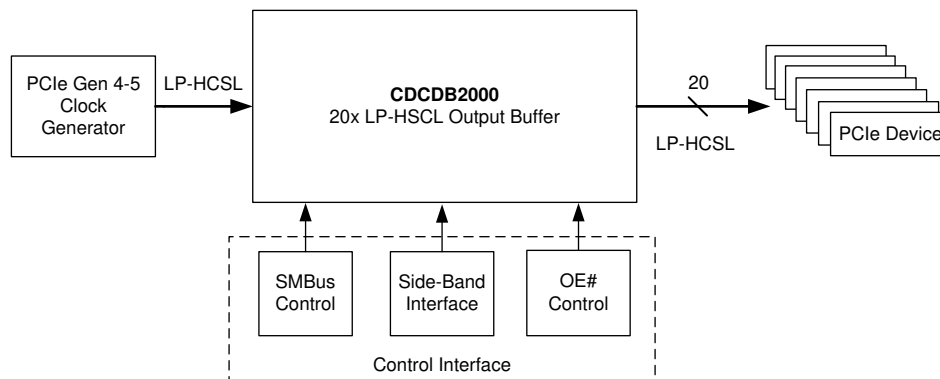 PCIe Gen 4-5
Clock
Generator
LP-HCSL
CDCDB2000
20x LP-HSCL Output Buffer
20
LP-HCSL
PCIe Device
SMBus
Control
Side-Band
Interface
OE#
Control
Control Interface